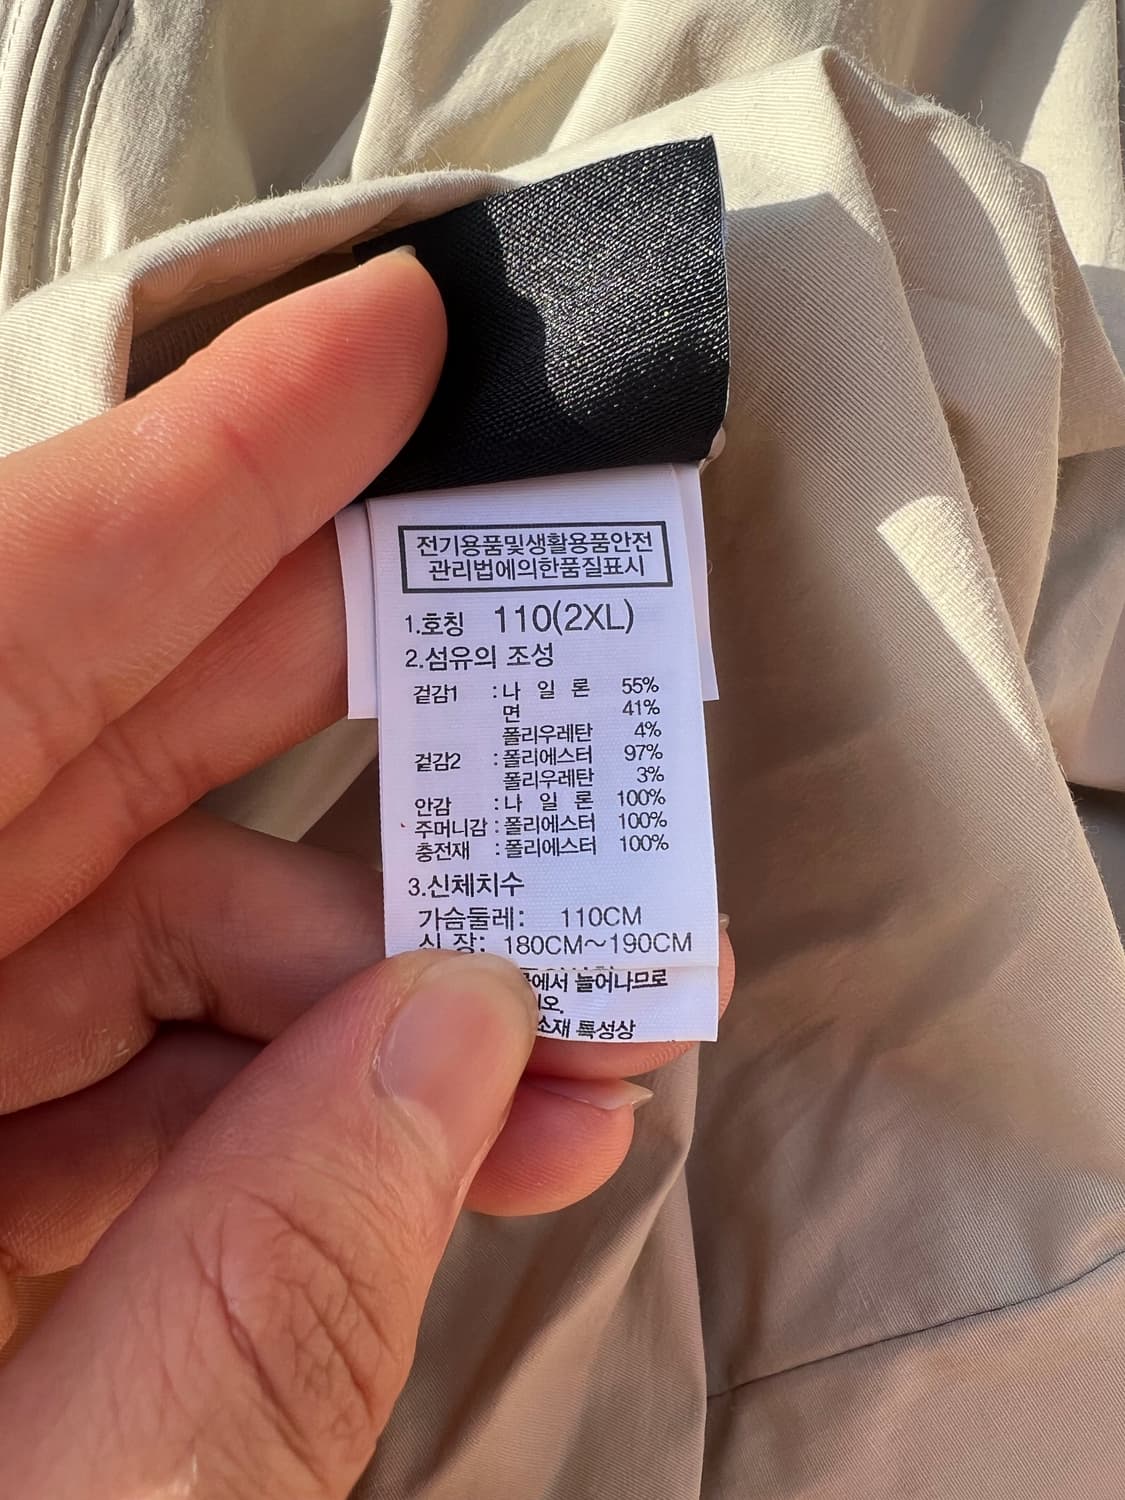 전기용품및생활용품안전
관리법에의한품질표시
1.호칭 110(2XL)
2.섬유의 조성
겉감1 : 나 일 론 55%
면 41%
폴리우레탄 4%
겉감2 : 폴리에스터 97%
폴리우레탄 3%
안감 : 나 일 론 100%
주머니감 : 폴리에스터 100%
충전재 : 폴리에스터 100%
3.신체치수
가슴둘레: 110CM
신 장: 180CM~190CM
늘어나므로
소재 특성상